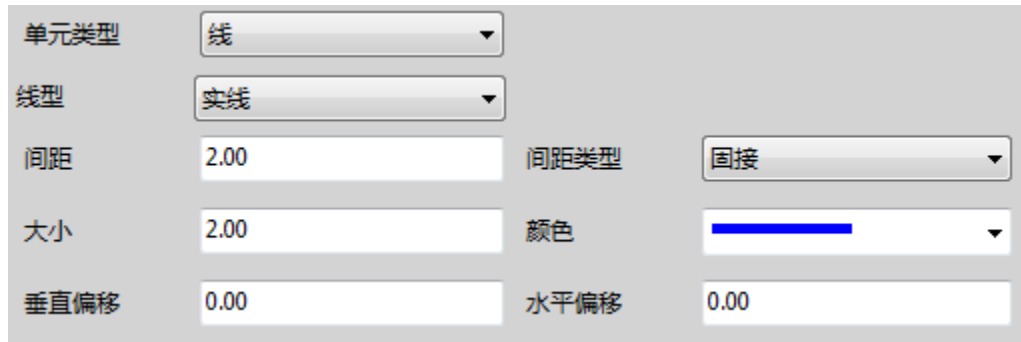 单元类型 线
线型 实线
间距 2.00 间距类型 固接
大小 2.00 颜色
垂直偏移 0.00 水平偏移 0.00